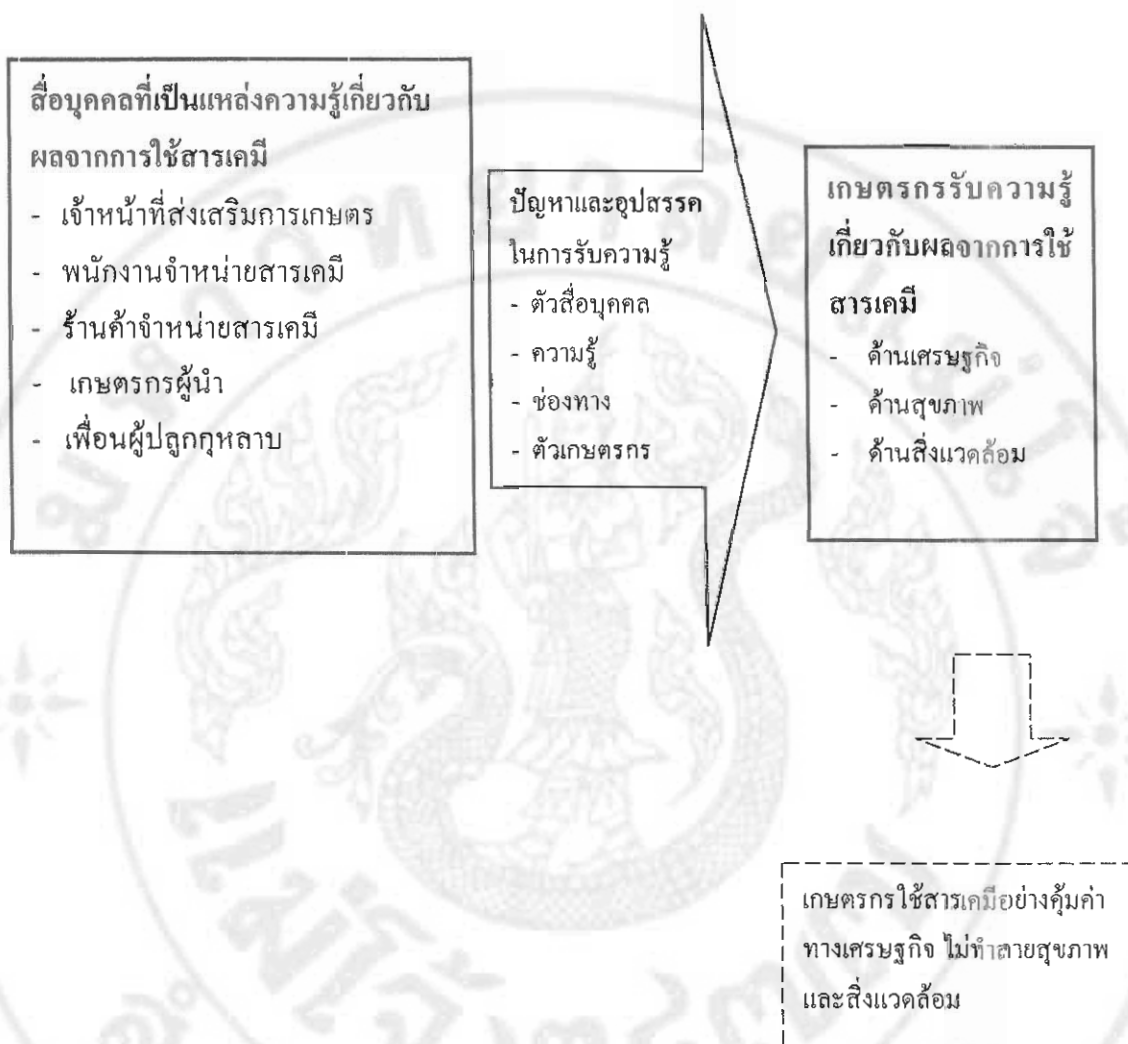 สื่อบุคคลที่เป็นแหล่งความรู้เกี่ยวกับ
ผลจากการใช้สารเคมี
- เจ้าหน้าที่ส่งเสริมการเกษตร
- พนักงานจำหน่ายสารเคมี
- ร้านค้าจำหน่ายสารเคมี
- เกษตรกรผู้นำ
- เพื่อนผู้ปลูกกุหลาบ
ปัญหาและอุปสรรค
ในการรับความรู้
- ตัวสื่อบุคคล
- ความรู้
- ช่องทาง
- ตัวเกษตรกร
เกษตรกรรับความรู้
เกี่ยวกับผลจากการใช้
สารเคมี
- ด้านเศรษฐกิจ
- ด้านสุขภาพ
- ด้านสิ่งแวดล้อม
เกษตรกรใช้สารเคมีอย่างคุ้มค่า
ทางเศรษฐกิจ ไม่ทำลายสุขภาพ
และสิ่งแวดล้อม